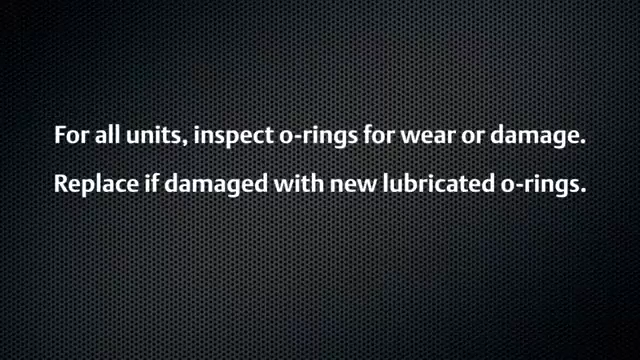 For all units, inspect o-rings for wear or damage.
Replace if damaged with new lubricated o-rings.